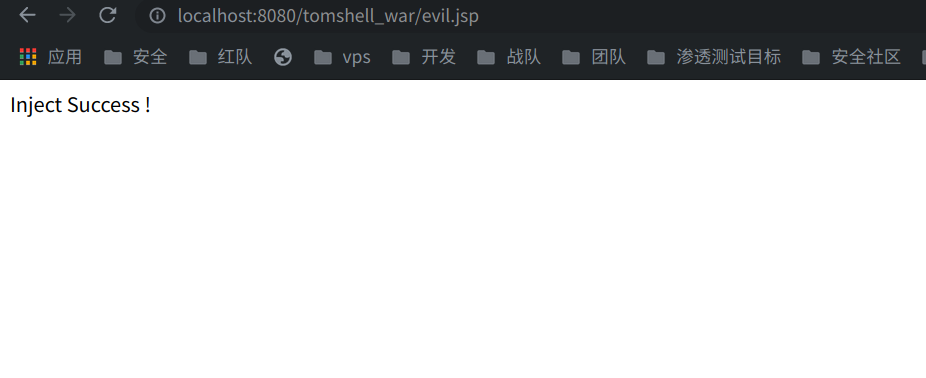 localhost:8080/tomshell_war/evil.jsp
应用 安全 红队 vps 开发 战队 团队 渗透测试目标 安全社区
Inject Success !